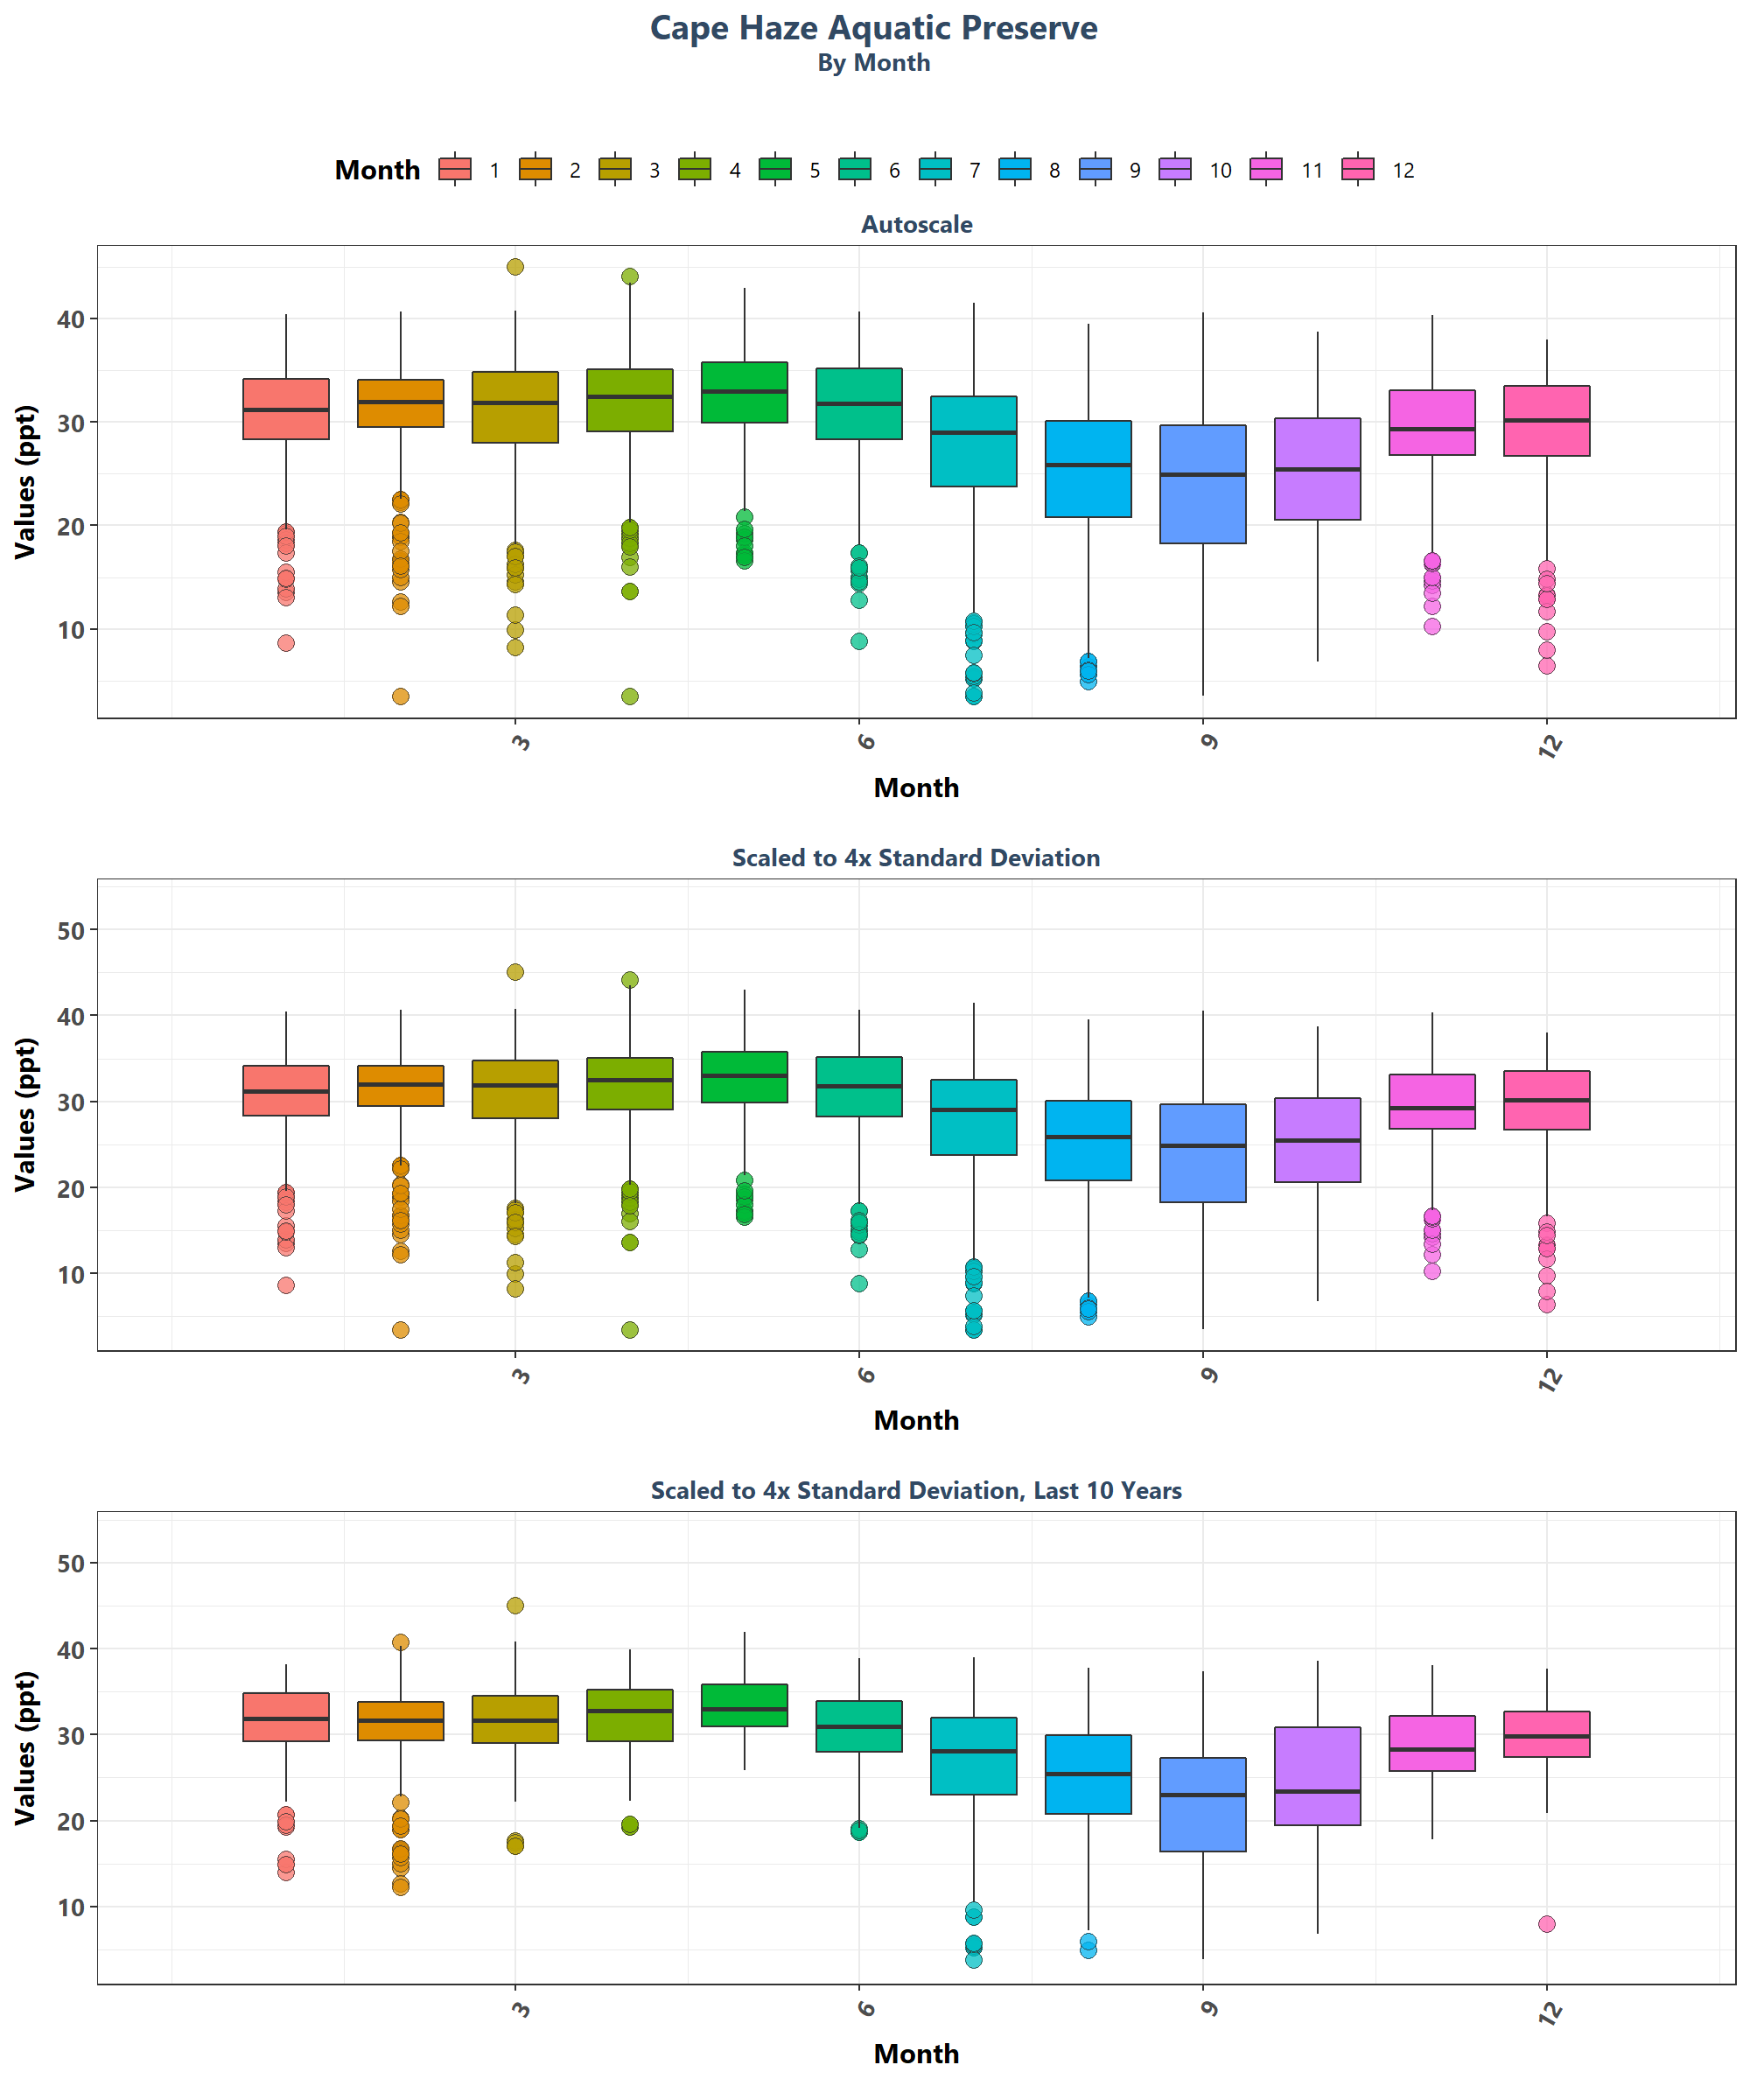 Cape Haze Aquatic Preserve
By Month
Month 1 2 3 4 5 6 7 8 9 10 11 12
Autoscale
Values (ppt)
40
30
20
10
3 6 9 12
Month
Scaled to 4x Standard Deviation
Values (ppt)
50
40
30
20
10
3 6 9 12
Month
Scaled to 4x Standard Deviation, Last 10 Years
Values (ppt)
50
40
30
20
10
3 6 9 12
Month